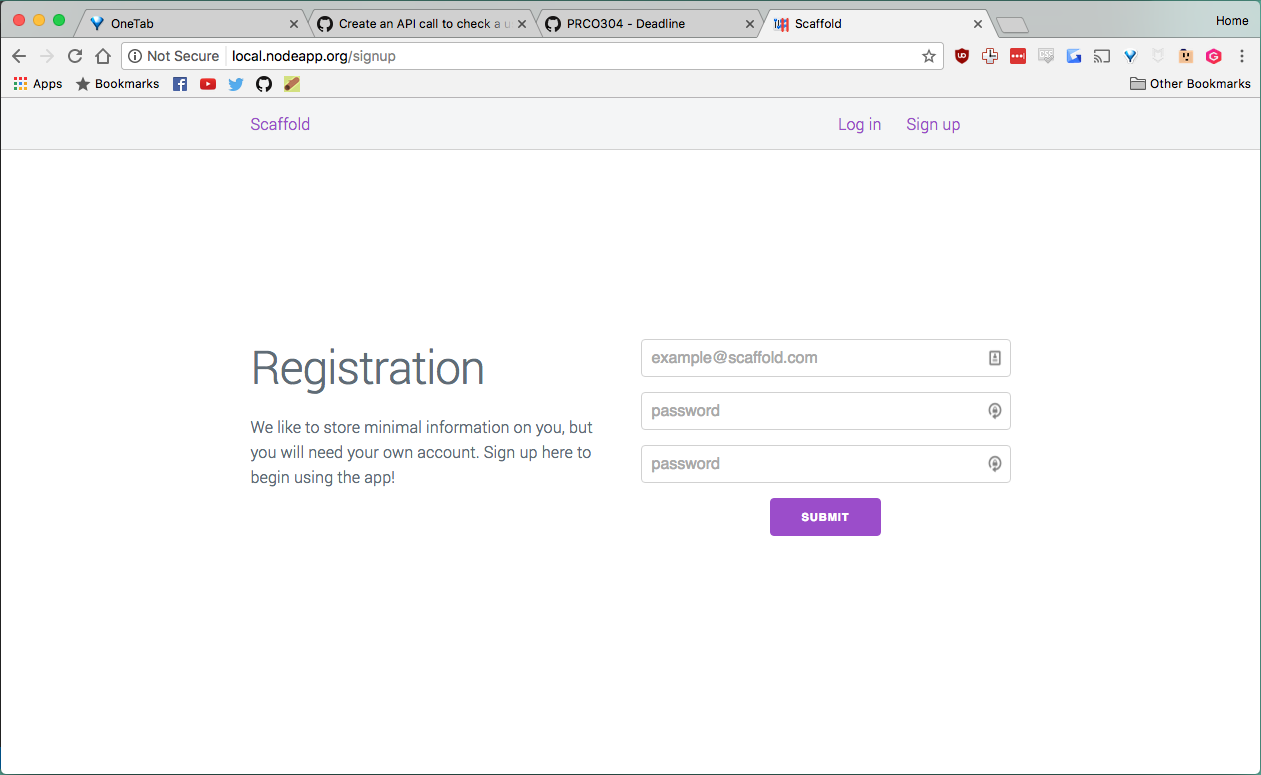 OneTab
Create an API call to check a u
PRCO304 - Deadline
Scaffold
Home
Not Secure
local.nodeapp.org/signup
Apps
Bookmarks
Other Bookmarks
Scaffold
Log in
Sign up
Registration
We like to store minimal information on you, but
you will need your own account. Sign up here to
begin using the app!
example@scaffold.com
password
password
SUBMIT